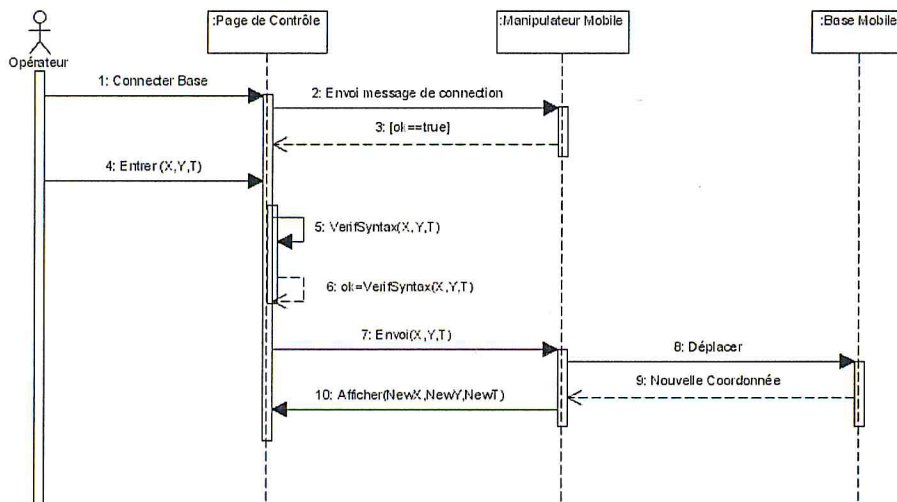 :Page de Contrôle
:Manipulateur Mobile
:Base Mobile
Opérateur
1: Connecter Base
2: Envoi message de connection
3: [ok==true]
4: Entrer (X,Y,T)
5: VerifSyntax(X,Y,T)
6: ok=VerifSyntax(X,Y,T)
7: Envoi(X,Y,T)
8: Déplacer
9: Nouvelle Coordonnée
10: Afficher(NewX,NewY,NewT)